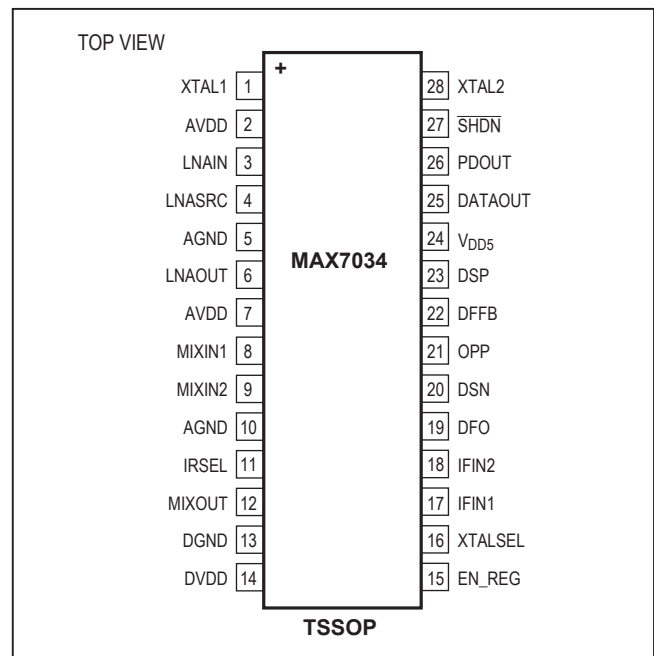 TOP VIEW
+
XTAL1 1
AVDD 2
LNAIN 3
LNASRC 4
AGND 5
LNAOUT 6
AVDD 7
MIXIN1 8
MIXIN2 9
AGND 10
IRSEL 11
MIXOUT 12
DGND 13
DVDD 14
MAX7034
28 XTAL2
27 SHDN
26 PDOUT
25 DATAOUT
24 VDD5
23 DSP
22 DFFB
21 OPP
20 DSN
19 DFO
18 IFIN2
17 IFIN1
16 XTALSEL
15 EN_REG
TSSOP